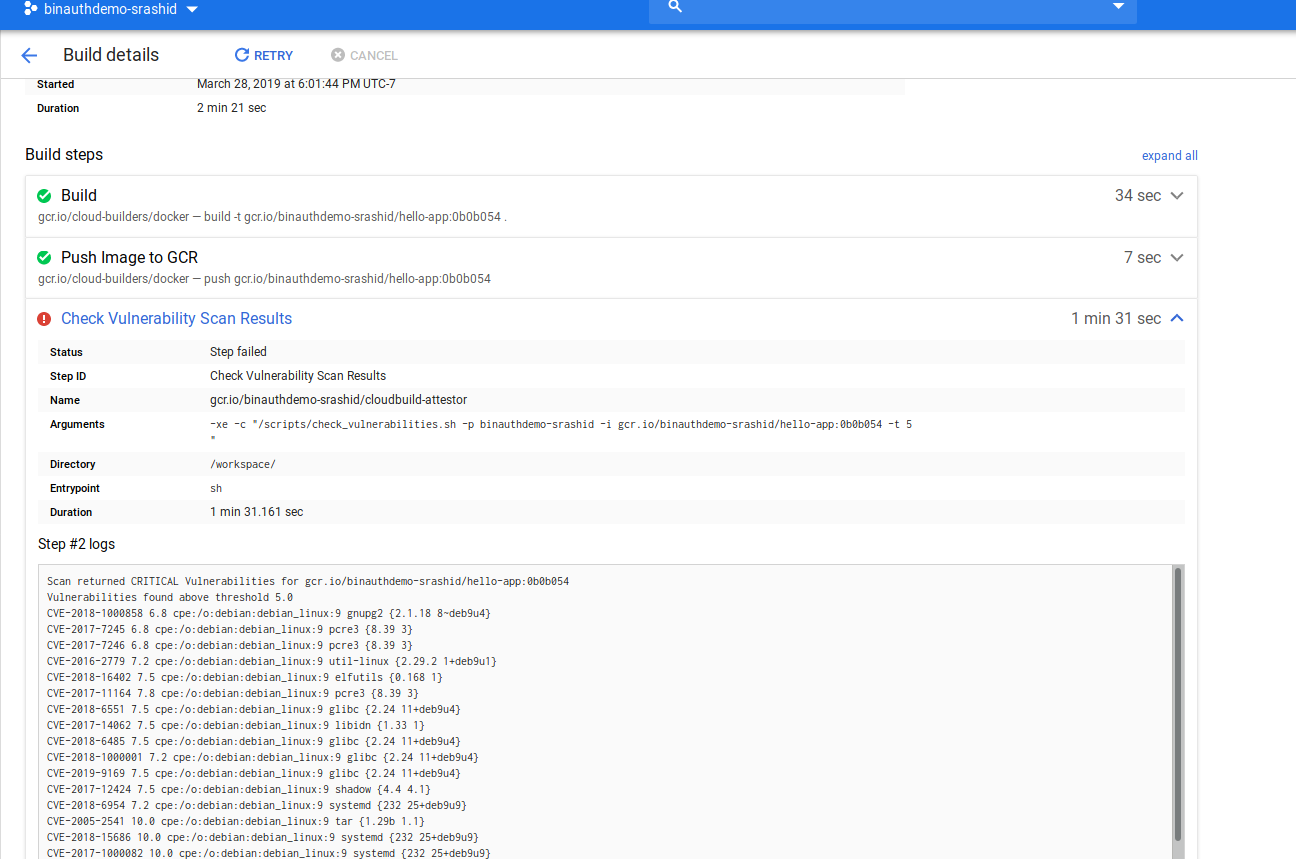 binauthdemo-srashid
Build details
RETRY
CANCEL
Started March 28, 2019 at 6:01:44 PM UTC-7
Duration 2 min 21 sec
Build steps
expand all
Build 34 sec
gcr.io/cloud-builders/docker — build -t gcr.io/binauthdemo-srashid/hello-app:0b0b054 .
Push Image to GCR 7 sec
gcr.io/cloud-builders/docker — push gcr.io/binauthdemo-srashid/hello-app:0b0b054
Check Vulnerability Scan Results 1 min 31 sec
Status Step failed
Step ID Check Vulnerability Scan Results
Name gcr.io/binauthdemo-srashid/cloudbuild-attestor
Arguments -xe -c "/scripts/check_vulnerabilities.sh -p binauthdemo-srashid -i gcr.io/binauthdemo-srashid/hello-app:0b0b054 -t 5
"
Directory /workspace/
Entrypoint sh
Duration 1 min 31.161 sec
Step #2 logs
Scan returned CRITICAL Vulnerabilities for gcr.io/binauthdemo-srashid/hello-app:0b0b054
Vulnerabilities found above threshold 5.0
CVE-2018-1000858 6.8 cpe:/o:debian:debian_linux:9 gnupg2 {2.1.18 8~deb9u4}
CVE-2017-7245 6.8 cpe:/o:debian:debian_linux:9 pcre3 {8.39 3}
CVE-2017-7246 6.8 cpe:/o:debian:debian_linux:9 pcre3 {8.39 3}
CVE-2016-2779 7.2 cpe:/o:debian:debian_linux:9 util-linux {2.29.2 1+deb9u1}
CVE-2018-16402 7.5 cpe:/o:debian:debian_linux:9 elfutils {0.168 1}
CVE-2017-11164 7.8 cpe:/o:debian:debian_linux:9 pcre3 {8.39 3}
CVE-2018-6551 7.5 cpe:/o:debian:debian_linux:9 glibc {2.24 11+deb9u4}
CVE-2017-14062 7.5 cpe:/o:debian:debian_linux:9 libidn {1.33 1}
CVE-2018-6485 7.5 cpe:/o:debian:debian_linux:9 glibc {2.24 11+deb9u4}
CVE-2018-1000001 7.2 cpe:/o:debian:debian_linux:9 glibc {2.24 11+deb9u4}
CVE-2019-9169 7.5 cpe:/o:debian:debian_linux:9 glibc {2.24 11+deb9u4}
CVE-2017-12424 7.5 cpe:/o:debian:debian_linux:9 shadow {4.4 4.1}
CVE-2018-6954 7.2 cpe:/o:debian:debian_linux:9 systemd {232 25+deb9u9}
CVE-2005-2541 10.0 cpe:/o:debian:debian_linux:9 tar {1.29b 1.1}
CVE-2018-15686 10.0 cpe:/o:debian:debian_linux:9 systemd {232 25+deb9u9}
CVE-2017-1000082 10.0 cpe:/o:debian:debian_linux:9 systemd {232 25+deb9u9}